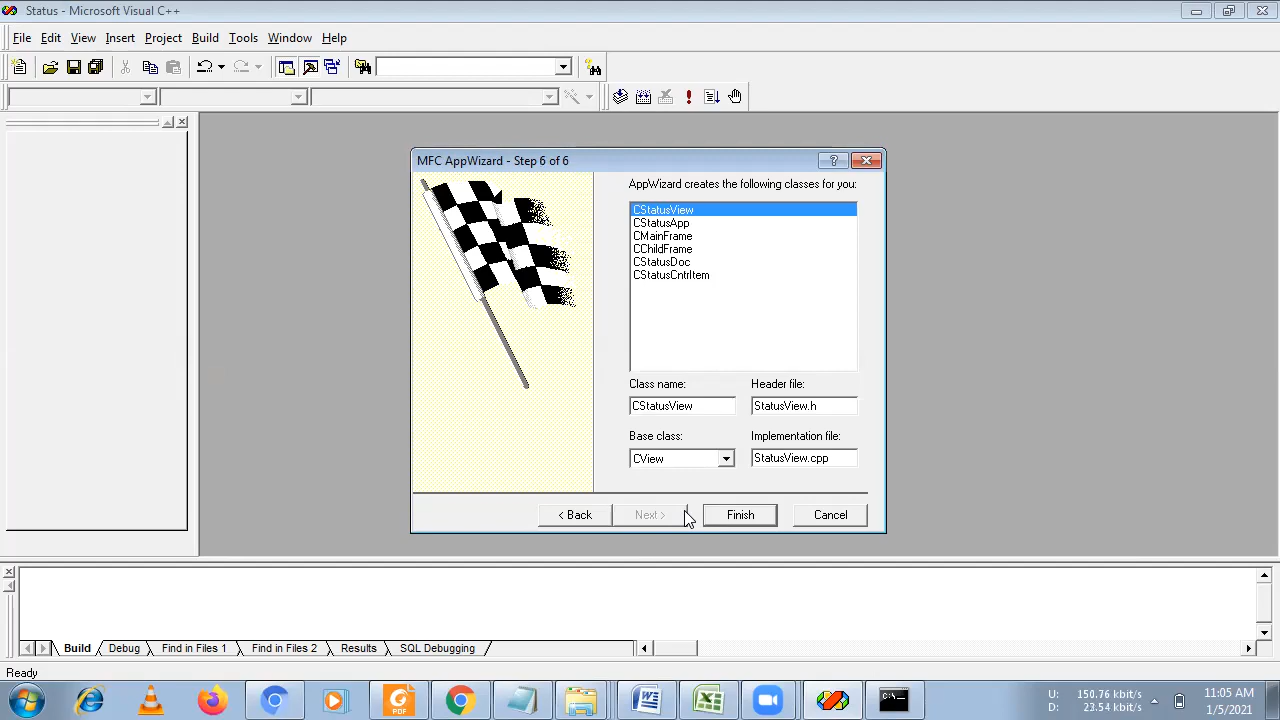 Status - Microsoft Visual C++
File Edit View Insert Project Build Tools Window Help
MFC AppWizard - Step 6 of 6
AppWizard creates the following classes for you:
CStatusView
CStatusApp
CMainFrame
CChildFrame
CStatusDoc
CStatusCntrItem
Class name: Header file:
CStatusView StatusView.h
Base class: Implementation file:
CView StatusView.cpp
< Back Next > Finish Cancel
Build Debug Find in Files 1 Find in Files 2 Results SQL Debugging
Ready
U: 150.76 kbit/s 11:05 AM
D: 23.54 kbit/s 1/5/2021
PDF
C:\_